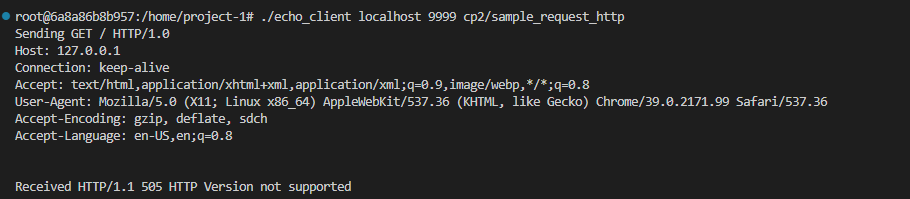 root@6a8a86b8b957:/home/project-1# ./echo_client localhost 9999 cp2/sample_request_http
Sending GET / HTTP/1.0
Host: 127.0.0.1
Connection: keep-alive
Accept: text/html,application/xhtml+xml,application/xml;q=0.9,image/webp,*/*;q=0.8
User-Agent: Mozilla/5.0 (X11; Linux x86_64) AppleWebKit/537.36 (KHTML, like Gecko) Chrome/39.0.2171.99 Safari/537.36
Accept-Encoding: gzip, deflate, sdch
Accept-Language: en-US,en;q=0.8
Received HTTP/1.1 505 HTTP Version not supported